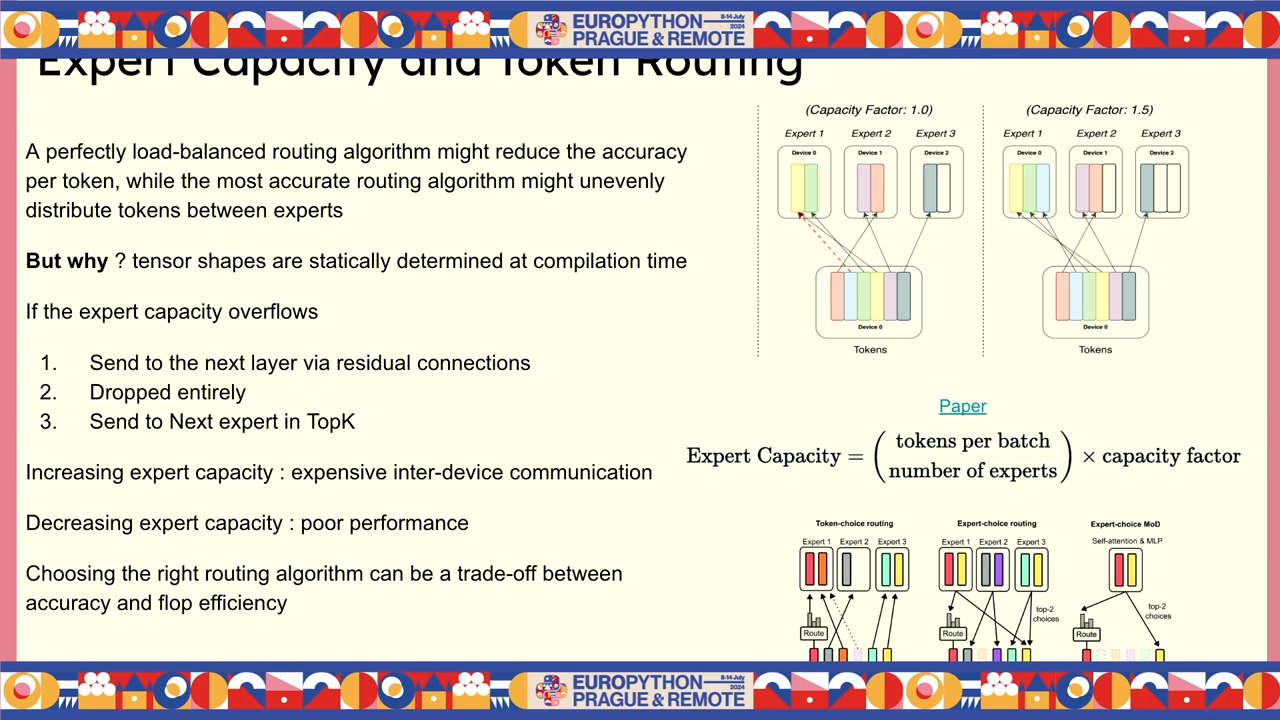 EUROPYTHON
8-14 July
2024
PRAGUE & REMOTE
Expert Capacity and Token Routing
A perfectly load-balanced routing algorithm might reduce the accuracy
per token, while the most accurate routing algorithm might unevenly
distribute tokens between experts
But why ? tensor shapes are statically determined at compilation time
If the expert capacity overflows
1. Send to the next layer via residual connections
2. Dropped entirely
3. Send to Next expert in TopK
Increasing expert capacity : expensive inter-device communication
Decreasing expert capacity : poor performance
Choosing the right routing algorithm can be a trade-off between
accuracy and flop efficiency
(Capacity Factor: 1.0)
Expert 1 Expert 2 Expert 3
Device 0 Device 1 Device 2
Device 0
Tokens
(Capacity Factor: 1.5)
Expert 1 Expert 2 Expert 3
Device 0 Device 1 Device 2
Device 0
Tokens
Paper
Expert Capacity = ( tokens per batch
number of experts ) × capacity factor
Token-choice routing
Expert 1 Expert 2 Expert 3
Route
Expert-choice routing
Expert 1 Expert 2 Expert 3
top-2
choices
Route
Expert-choice MoD
Self-attention & MLP
top-2
choices
Route
EUROPYTHON
8-14 July
2024
PRAGUE & REMOTE